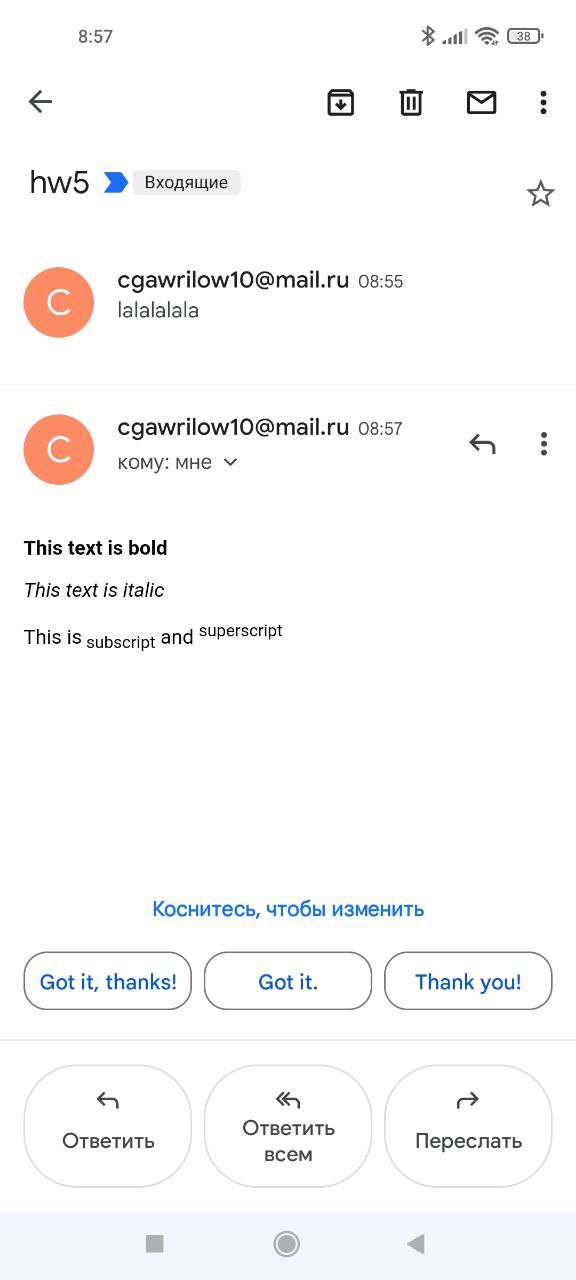 8:57
38
hw5 Входящие
C
cgawrilow10@mail.ru 08:55
lalalalala
C
cgawrilow10@mail.ru 08:57
кому: мне
This text is bold
This text is italic
This is subscript and superscript
Коснитесь, чтобы изменить
Got it, thanks!
Got it.
Thank you!
Ответить
Ответить
всем
Переслать